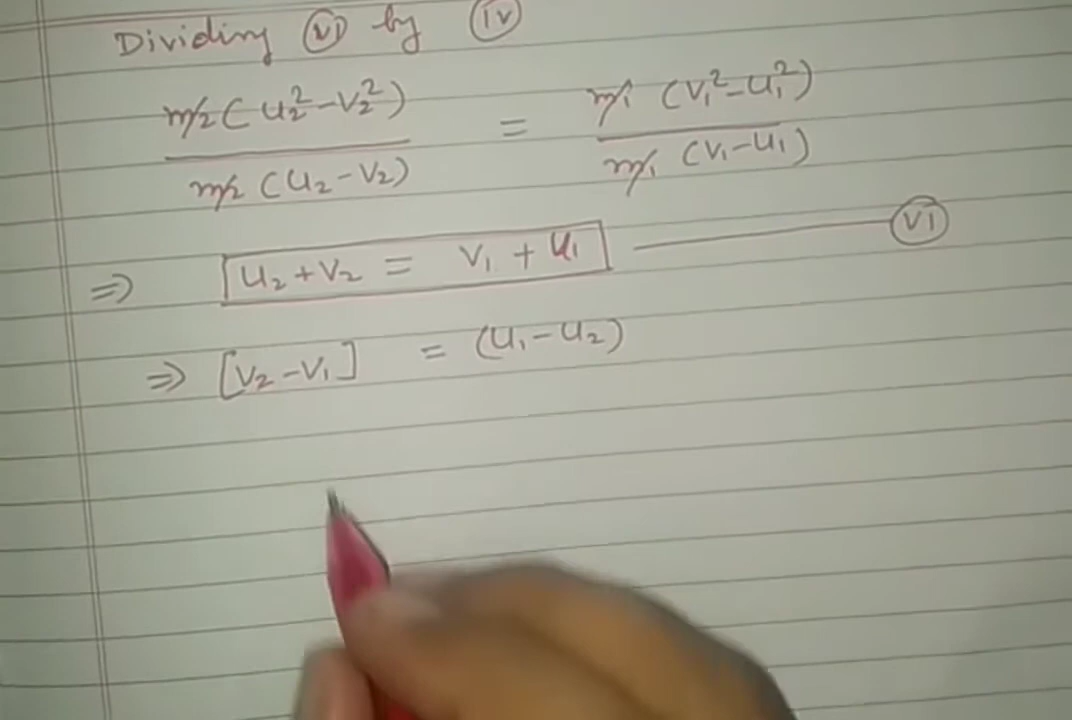 Dividing (vi) by (iv)
m₂(u₂²-v₂²) / m₂(u₂-v₂) = m₁(v₁²-u₁²) / m₁(v₁-u₁)
⇒ u₂+v₂ = v₁+u₁ —— (vi)
⇒ [v₂-v₁] = (u₁-u₂)